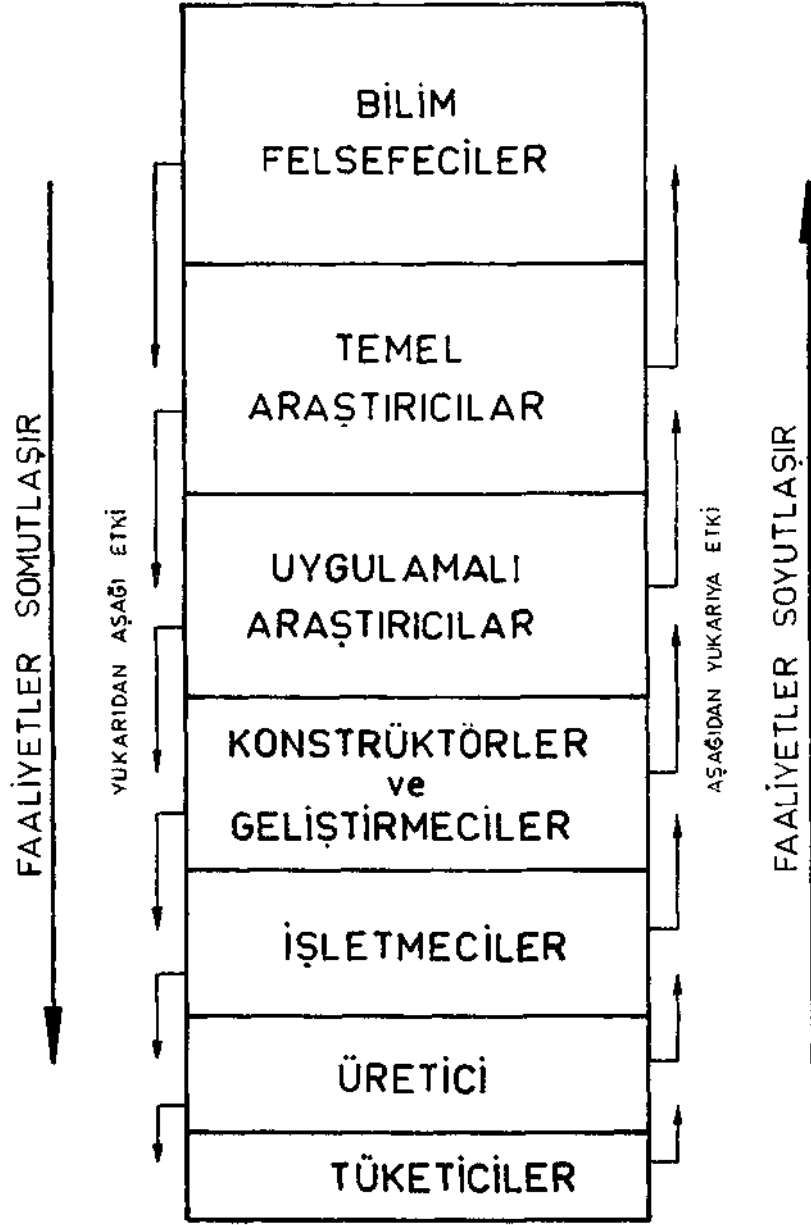 BİLİM
FELSEFECİLER
TEMEL
ARAŞTIRICILAR
UYGULAMALI
ARAŞTIRICILAR
KONSTRÜKTÖRLER
ve
GELİŞTİRMECİLER
İŞLETMECİLER
ÜRETİCİ
TÜKETİCİLER
FAALİYETLER SOMUTLAŞIR
YUKARIDAN AŞAĞI ETKİ
AŞAĞIDAN YUKARIYA ETKİ
FAALİYETLER SOYUTLAŞIR